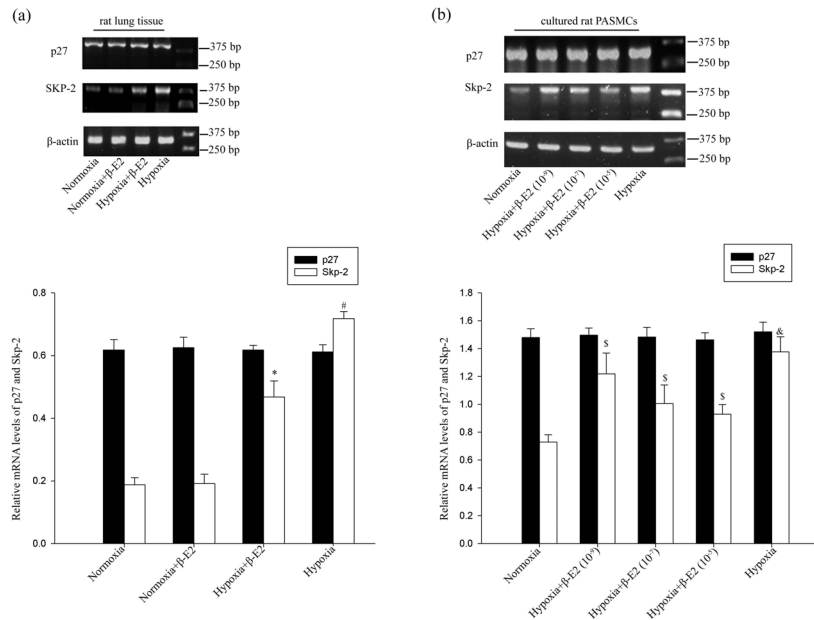 (a)
rat lung tissue
p27
375 bp
250 bp
SKP-2
375 bp
250 bp
β-actin
375 bp
250 bp
Normoxia
Normoxia+β-E2
Hypoxia+β-E2
Hypoxia
p27
Skp-2
Relative mRNA levels of p27 and Skp-2
0.8
0.6
0.4
0.2
0.0
*
#
Normoxia
Normoxia+β-E2
Hypoxia+β-E2
Hypoxia
(b)
cultured rat PASMCs
p27
375 bp
250 bp
Skp-2
375 bp
250 bp
β-actin
375 bp
250 bp
Normoxia
Hypoxia+β-E2 (10⁻⁹)
Hypoxia+β-E2 (10⁻⁷)
Hypoxia+β-E2 (10⁻⁵)
Hypoxia
p27
Skp-2
Relative mRNA levels of p27 and Skp-2
1.8
1.6
1.4
1.2
1.0
0.8
0.6
0.4
0.2
0.0
$
$
$
&
Normoxia
Hypoxia+β-E2 (10⁻⁹)
Hypoxia+β-E2 (10⁻⁷)
Hypoxia+β-E2 (10⁻⁵)
Hypoxia